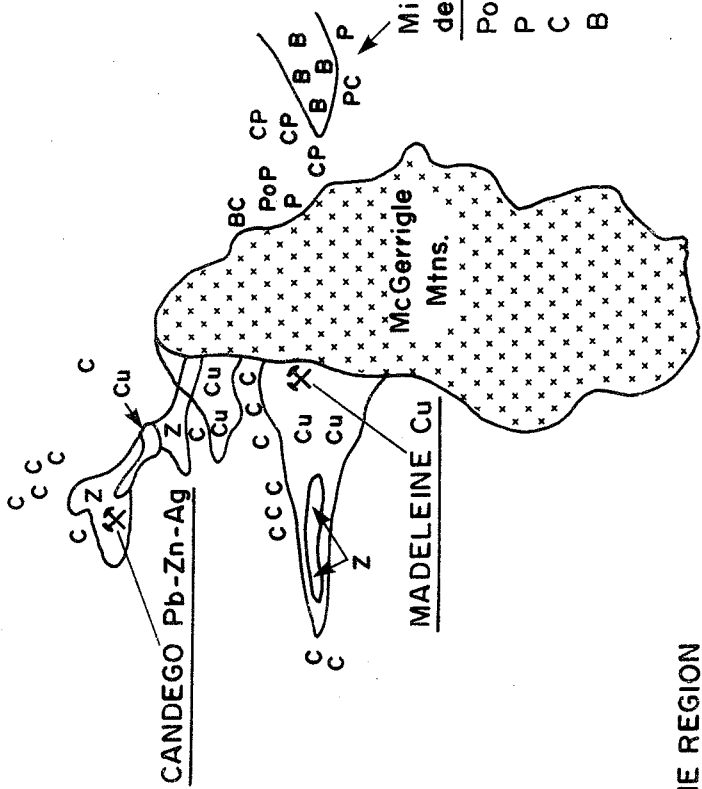 C
C
C C
C Z
C
Cu
CANDEGO Pb-Zn-Ag
Z
C
Cu
Cu
BC
C C C
PoP CP
C C C
P CP
Cu
CP
B B B B B
C
C
Cu
P
PC
Z
McGerrigle
Mtns.
MADELEINE Cu
Mi
de
Po
P
C
B
IE REGION